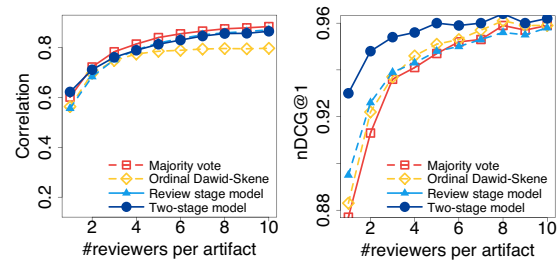 Correlation
0.8
0.6
0.4
0.2
Majority vote
Ordinal Dawid-Skene
Review stage model
Two-stage model
2 4 6 8 10
#reviewers per artifact
nDCG@1
0.96
0.92
0.88
Majority vote
Ordinal Dawid-Skene
Review stage model
Two-stage model
2 4 6 8 10
#reviewers per artifact